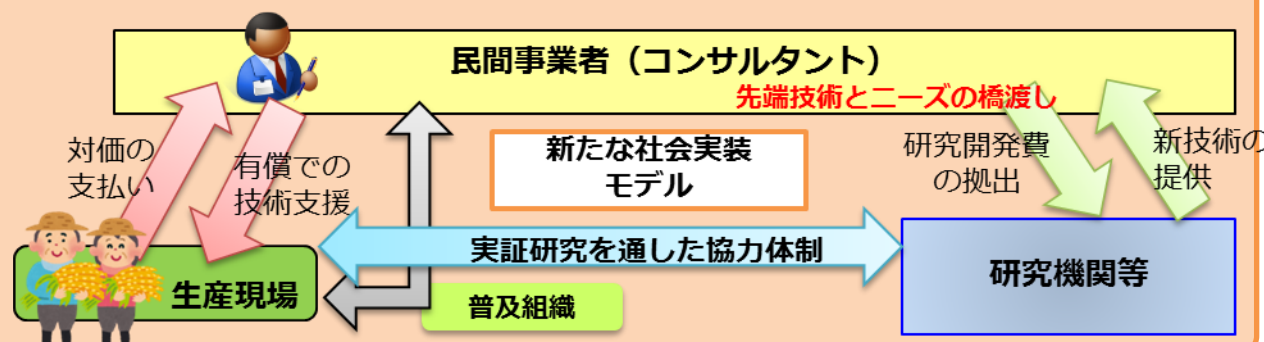 民間事業者（コンサルタント）
先端技術とニーズの橋渡し
対価の
支払い
有償での
技術支援
新たな社会実装
モデル
研究開発費
の拠出
新技術の
提供
実証研究を通した協力体制
生産現場
普及組織
研究機関等